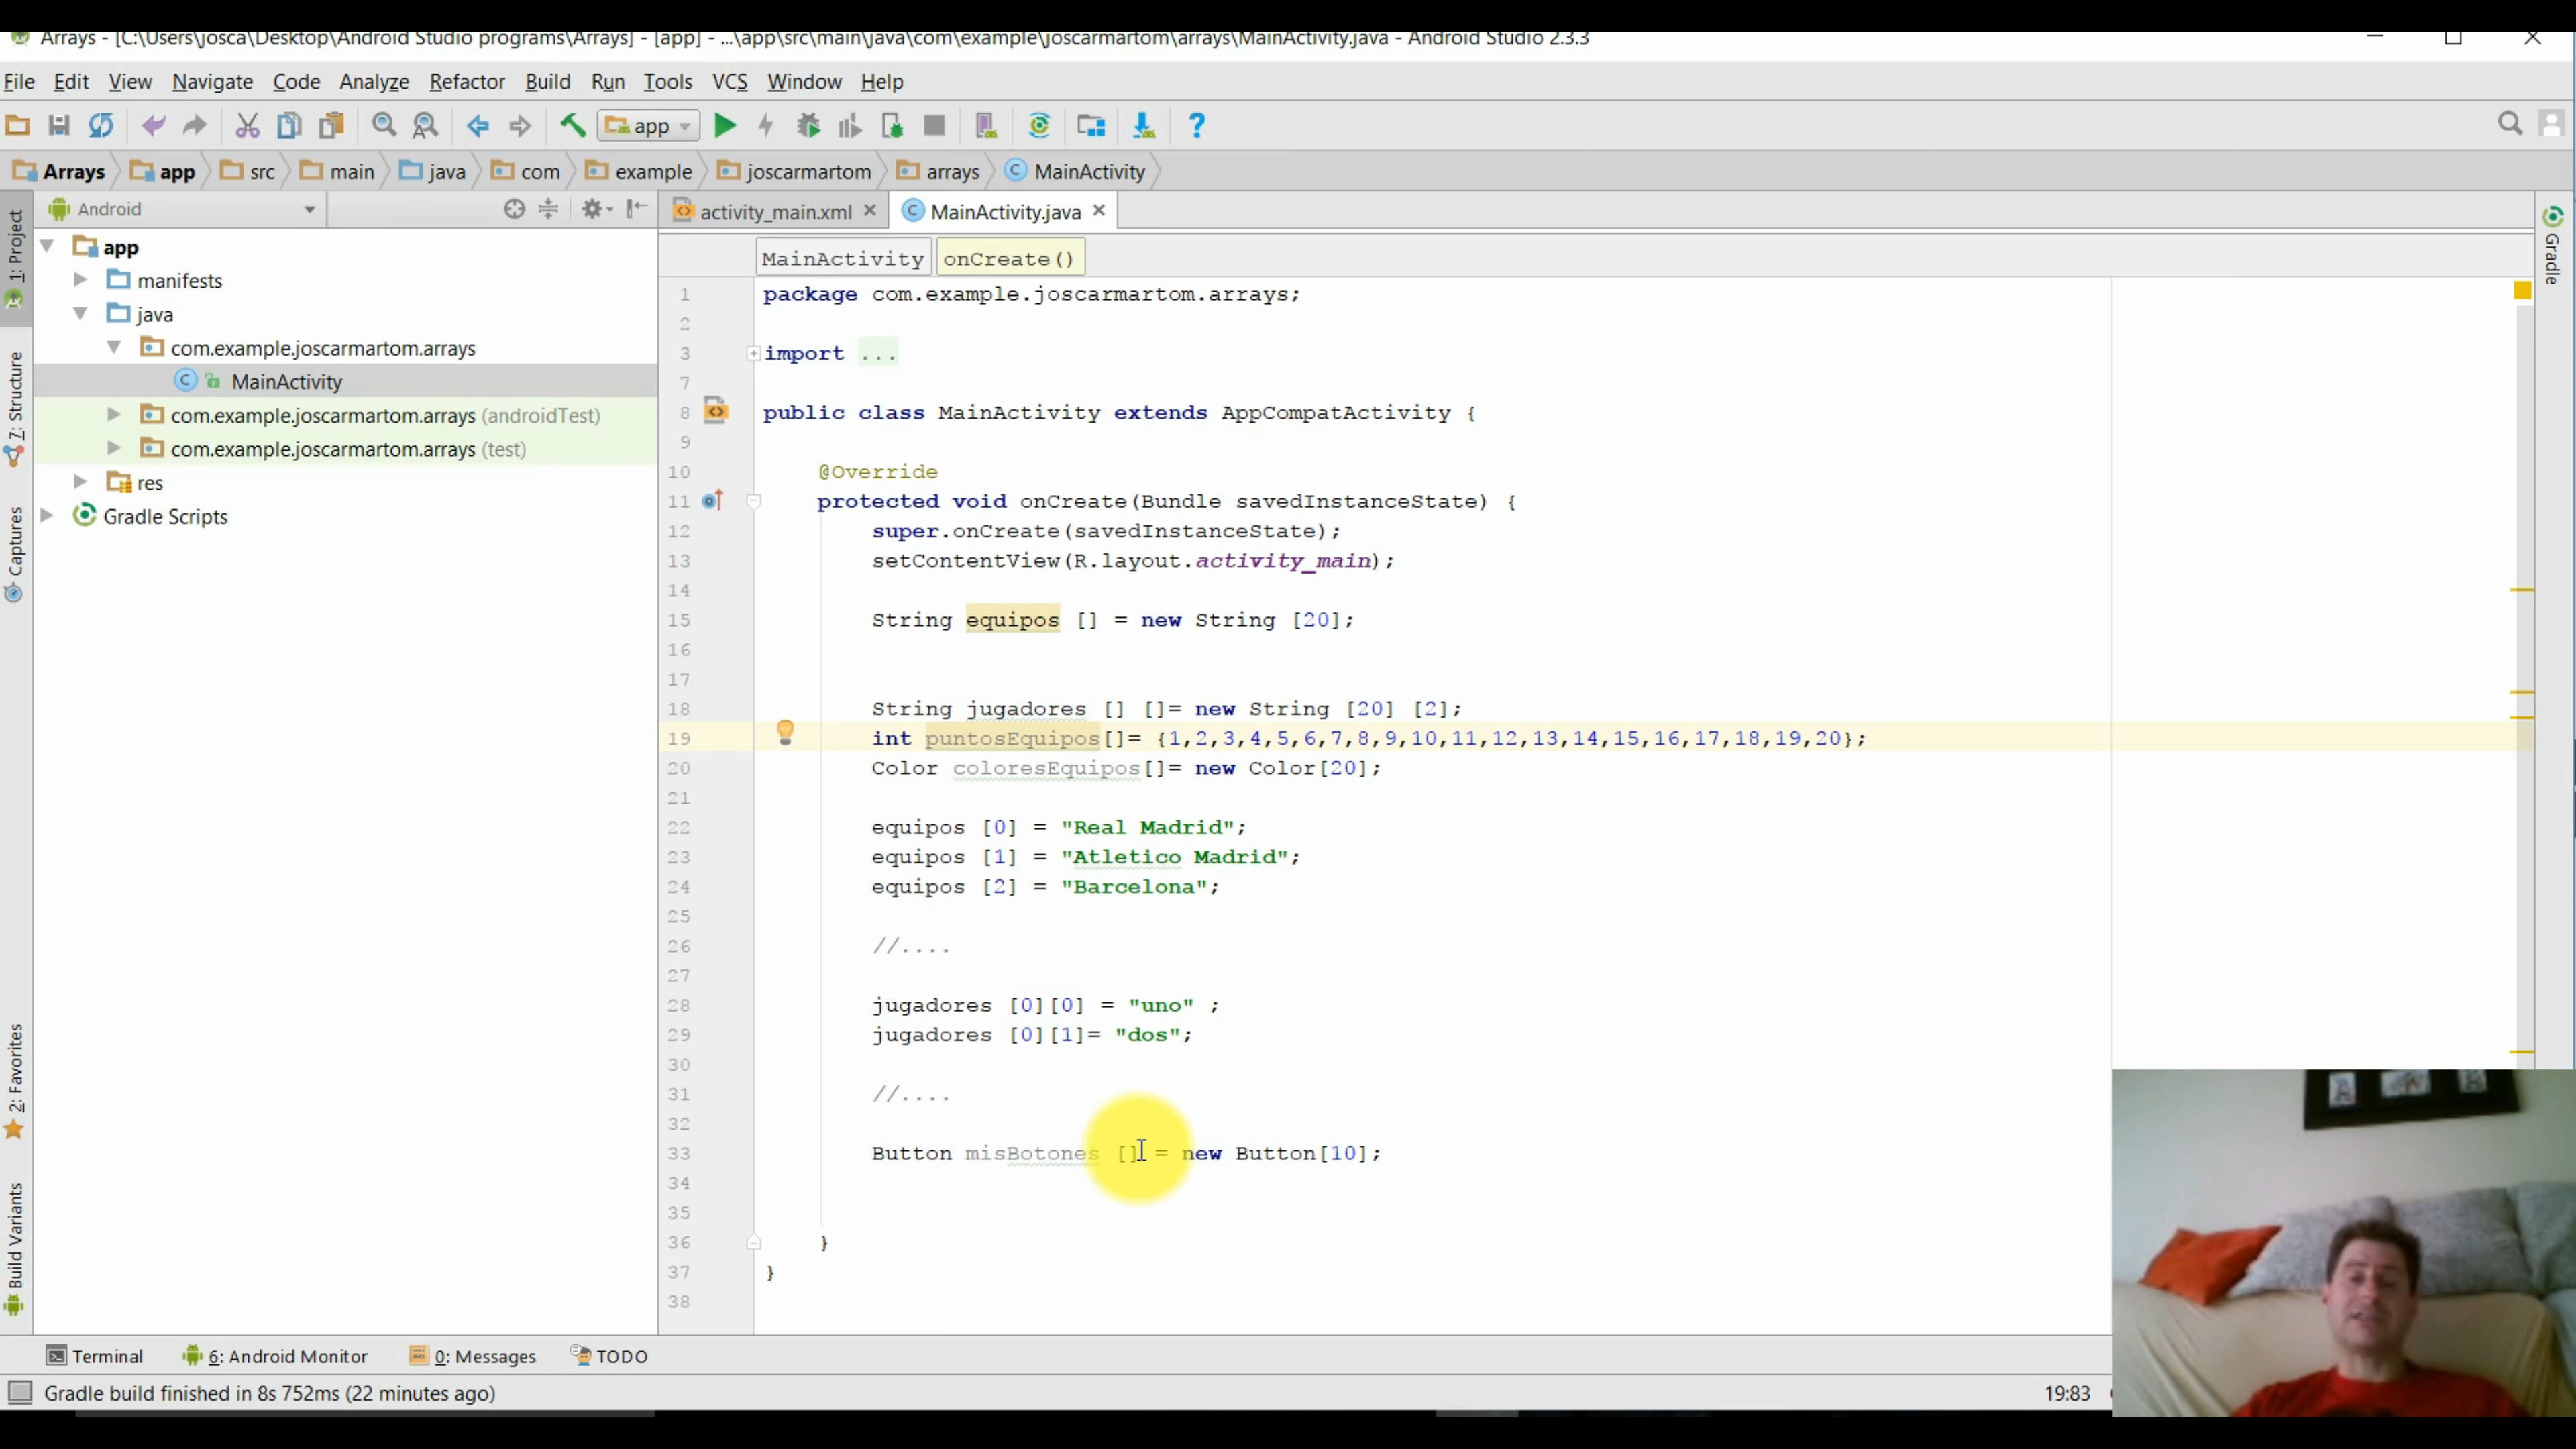 Arrays - [C:\Users\josca\Desktop\Android Studio programs\Arrays] - [app] - ...\app\src\main\java\com\example\joscarmartom\arrays\MainActivity.java - Android Studio 2.3.3
File Edit View Navigate Code Analyze Refactor Build Run Tools VCS Window Help
app
Arrays app src main java com example joscarmartom arrays MainActivity
Android
activity_main.xml MainActivity.java
1: Project
7: Structure
Captures
2: Favorites
Build Variants
Gradle
app
manifests
java
com.example.joscarmartom.arrays
MainActivity
com.example.joscarmartom.arrays (androidTest)
com.example.joscarmartom.arrays (test)
res
Gradle Scripts
MainActivity onCreate()
1 package com.example.joscarmartom.arrays;
2
3 import ...
7
8 public class MainActivity extends AppCompatActivity {
9
10 @Override
11 protected void onCreate(Bundle savedInstanceState) {
12 super.onCreate(savedInstanceState);
13 setContentView(R.layout.activity_main);
14
15 String equipos [] = new String [20];
16
17
18 String jugadores [] []= new String [20] [2];
19 int puntosEquipos[]= {1,2,3,4,5,6,7,8,9,10,11,12,13,14,15,16,17,18,19,20};
20 Color coloresEquipos[]= new Color[20];
21
22 equipos [0] = "Real Madrid";
23 equipos [1] = "Atletico Madrid";
24 equipos [2] = "Barcelona";
25
26 //....
27
28 jugadores [0][0] = "uno" ;
29 jugadores [0][1]= "dos";
30
31 //....
32
33 Button misBotones [] = new Button[10];
34
35
36 }
37 }
38
Terminal 6: Android Monitor 0: Messages TODO
Gradle build finished in 8s 752ms (22 minutes ago)
19:83